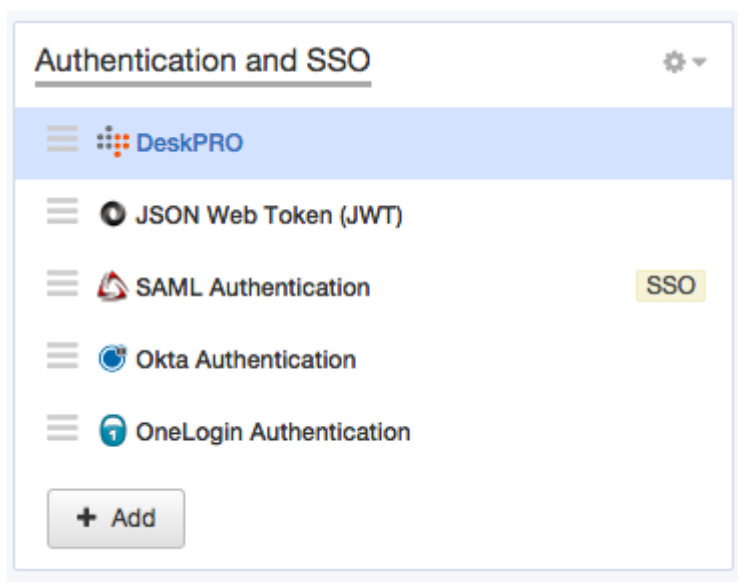 Authentication and SSO
DeskPRO
JSON Web Token (JWT)
SAML Authentication SSO
Okta Authentication
OneLogin Authentication
+ Add